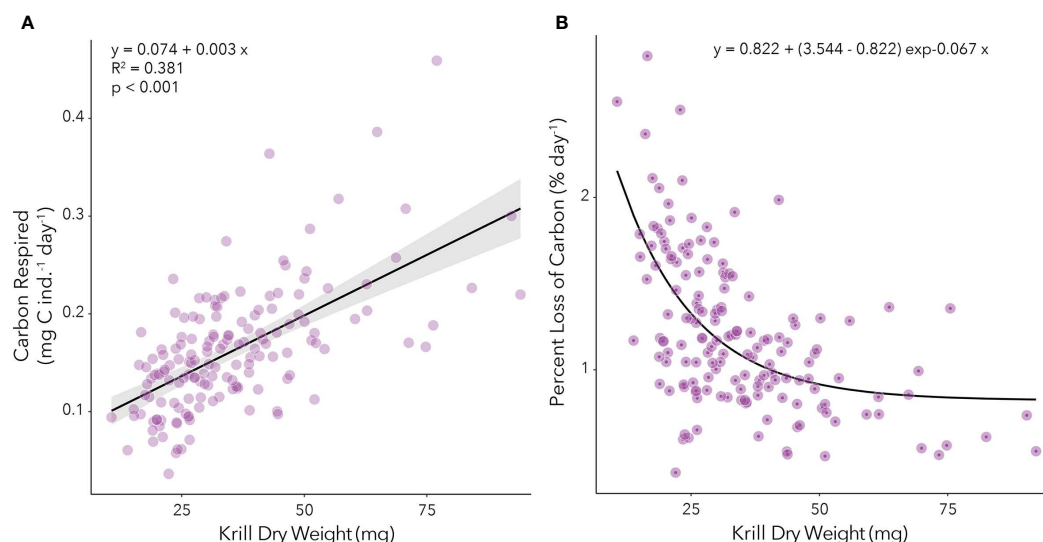 A
y = 0.074 + 0.003 x
R² = 0.381
p < 0.001
Carbon Respired
(mg C ind.⁻¹ day⁻¹)
0.4
0.3
0.2
0.1
25
50
75
Krill Dry Weight (mg)
B
y = 0.822 + (3.544 - 0.822) exp-0.067 x
Percent Loss of Carbon (% day⁻¹)
2
1
25
50
75
Krill Dry Weight (mg)